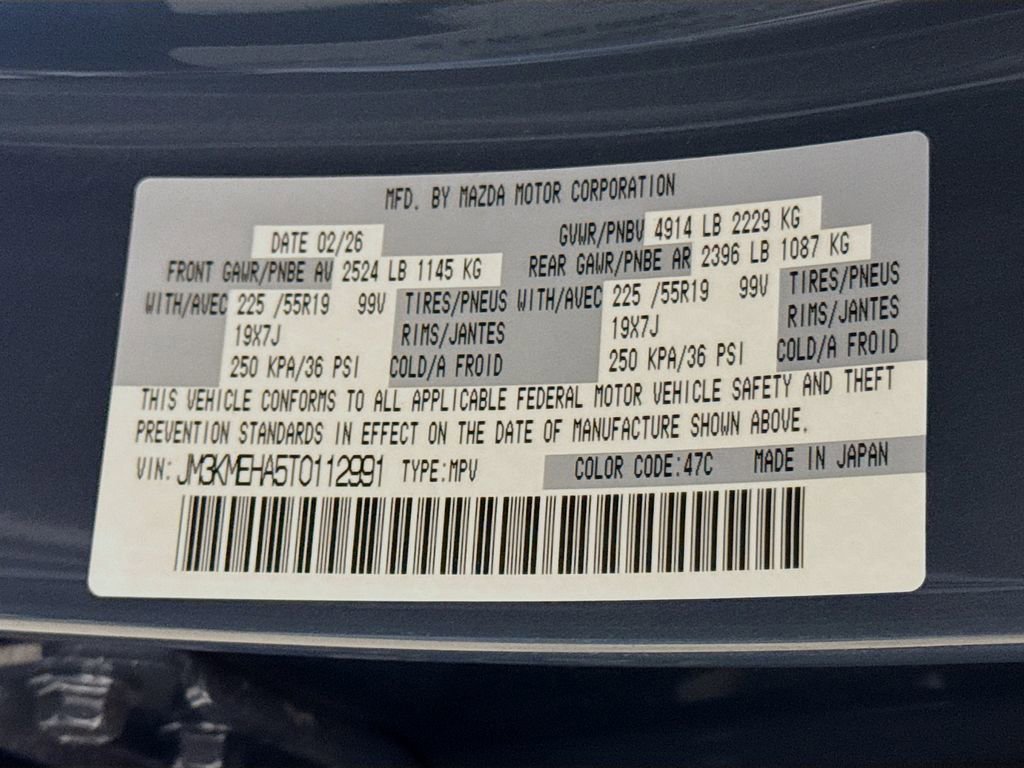 MFD. BY MAZDA MOTOR CORPORATION
DATE 02/26 GVWR/PNBV 4914 LB 2229 KG
FRONT GAWR/PNBE AV 2524 LB 1145 KG REAR GAWR/PNBE AR 2396 LB 1087 KG
WITH/AVEC 225 /55R19 99V TIRES/PNEUS WITH/AVEC 225 /55R19 99V TIRES/PNEUS
19X7J RIMS/JANTES 19X7J RIMS/JANTES
250 KPA/36 PSI COLD/A FROID 250 KPA/36 PSI COLD/A FROID
THIS VEHICLE CONFORMS TO ALL APPLICABLE FEDERAL MOTOR VEHICLE SAFETY AND THEFT
PREVENTION STANDARDS IN EFFECT ON THE DATE OF MANUFACTURE SHOWN ABOVE.
VIN: JM3KMEHA5T0112991 TYPE:MPV COLOR CODE:47C MADE IN JAPAN